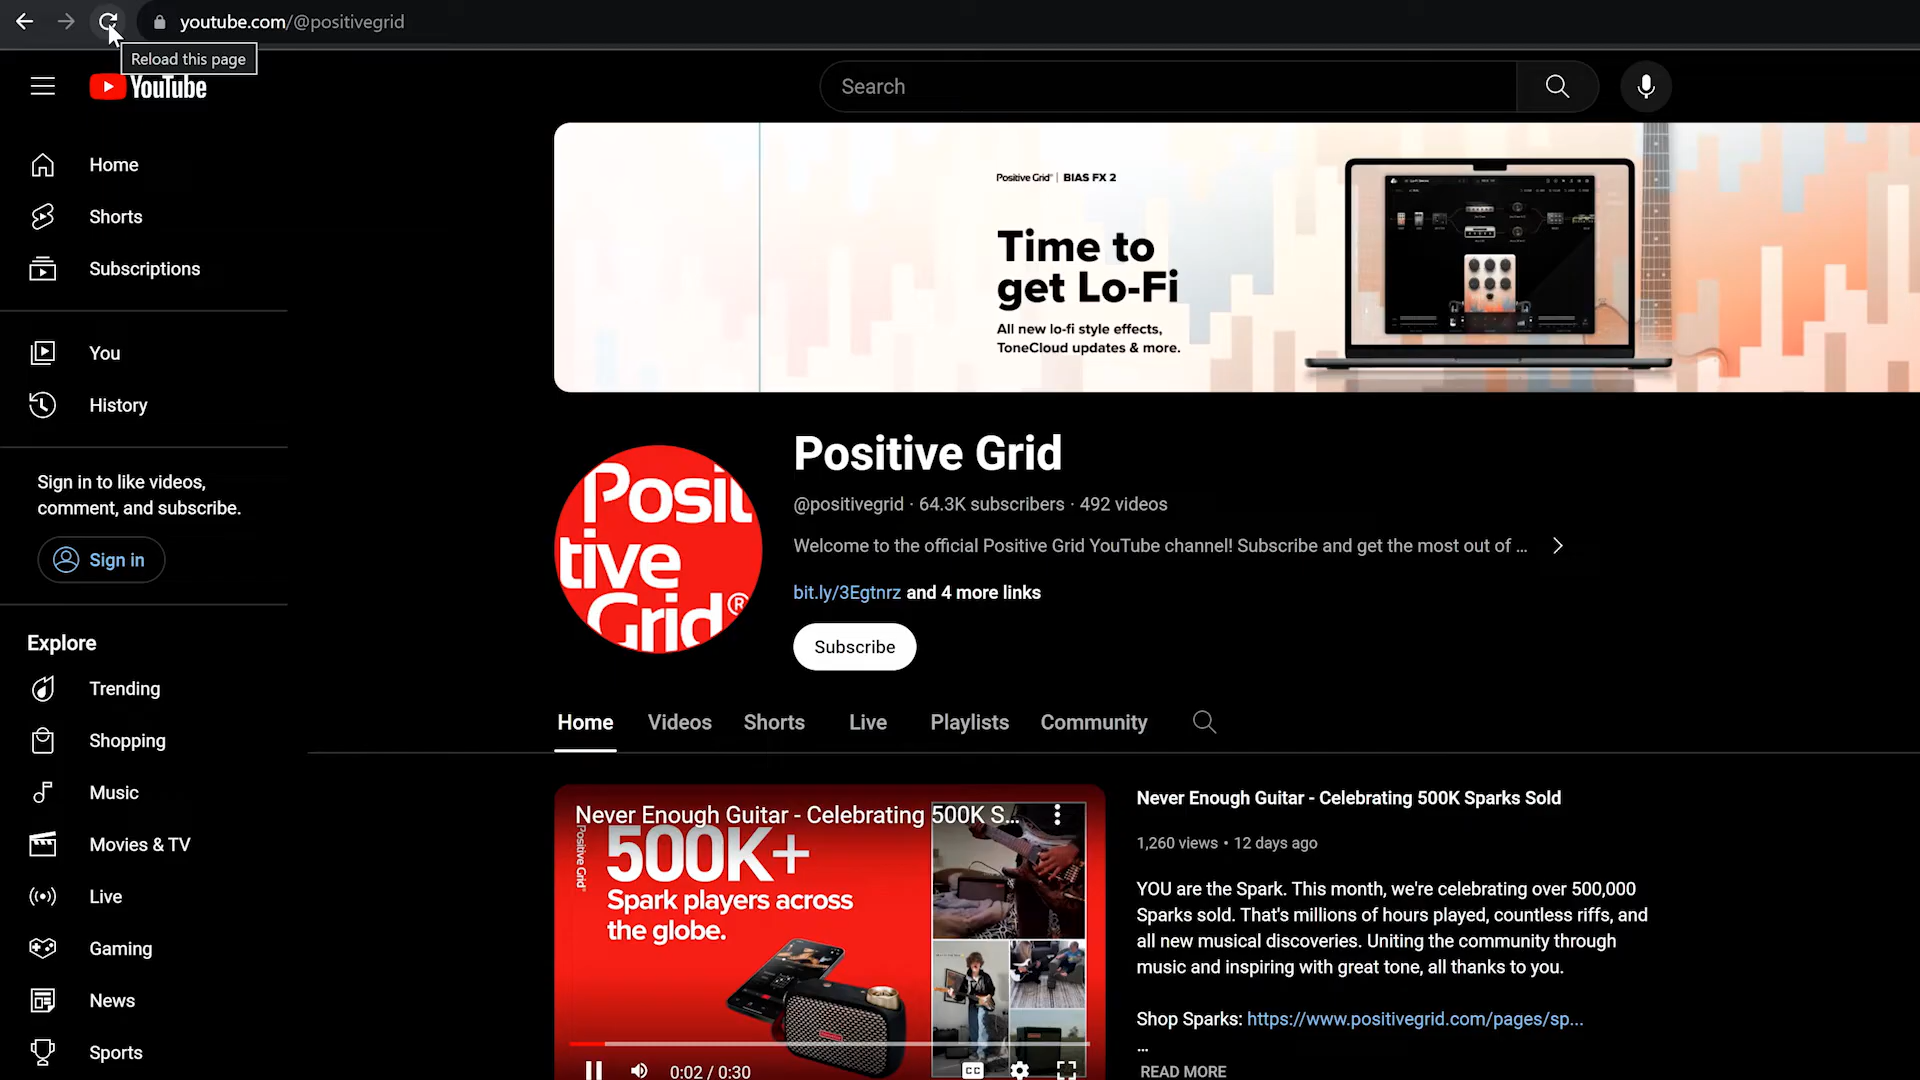 youtube.com/@positivegrid
Reload this page
YouTube
Search
Home
Shorts
Subscriptions
You
History
Sign in to like videos,
comment, and subscribe.
Sign in
Explore
Trending
Shopping
Music
Movies & TV
Live
Gaming
News
Sports
Positive Grid® | BIAS FX 2
Time to
get Lo-Fi
All new lo-fi style effects,
ToneCloud updates & more.
Posit
tive
Grid®
Positive Grid
@positivegrid · 64.3K subscribers · 492 videos
Welcome to the official Positive Grid YouTube channel! Subscribe and get the most out of ...
bit.ly/3Egtnrz and 4 more links
Subscribe
Home Videos Shorts Live Playlists Community
Never Enough Guitar - Celebrating 500K S...
Positive Grid®
500K+
Spark players across
the globe.
0:02 / 0:30
CC
Never Enough Guitar - Celebrating 500K Sparks Sold
1,260 views • 12 days ago
YOU are the Spark. This month, we're celebrating over 500,000
Sparks sold. That's millions of hours played, countless riffs, and
all new musical discoveries. Uniting the community through
music and inspiring with great tone, all thanks to you.
Shop Sparks: https://www.positivegrid.com/pages/sp...
...
READ MORE